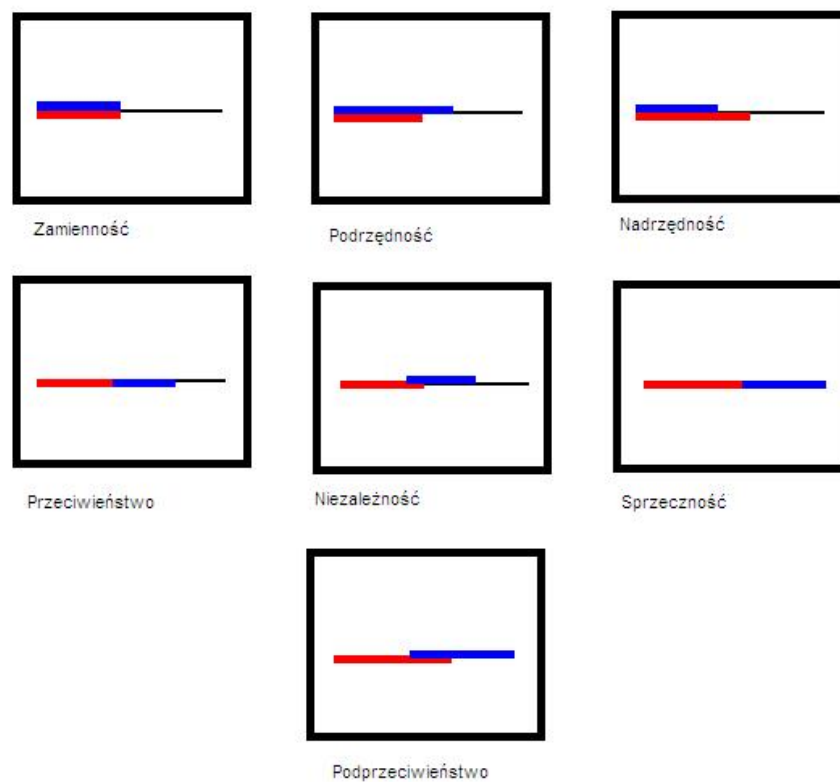 Zamienność
Podrzędność
Nadrzędność
Przeciwieństwo
Niezależność
Sprzeczność
Podprzeciwieństwo